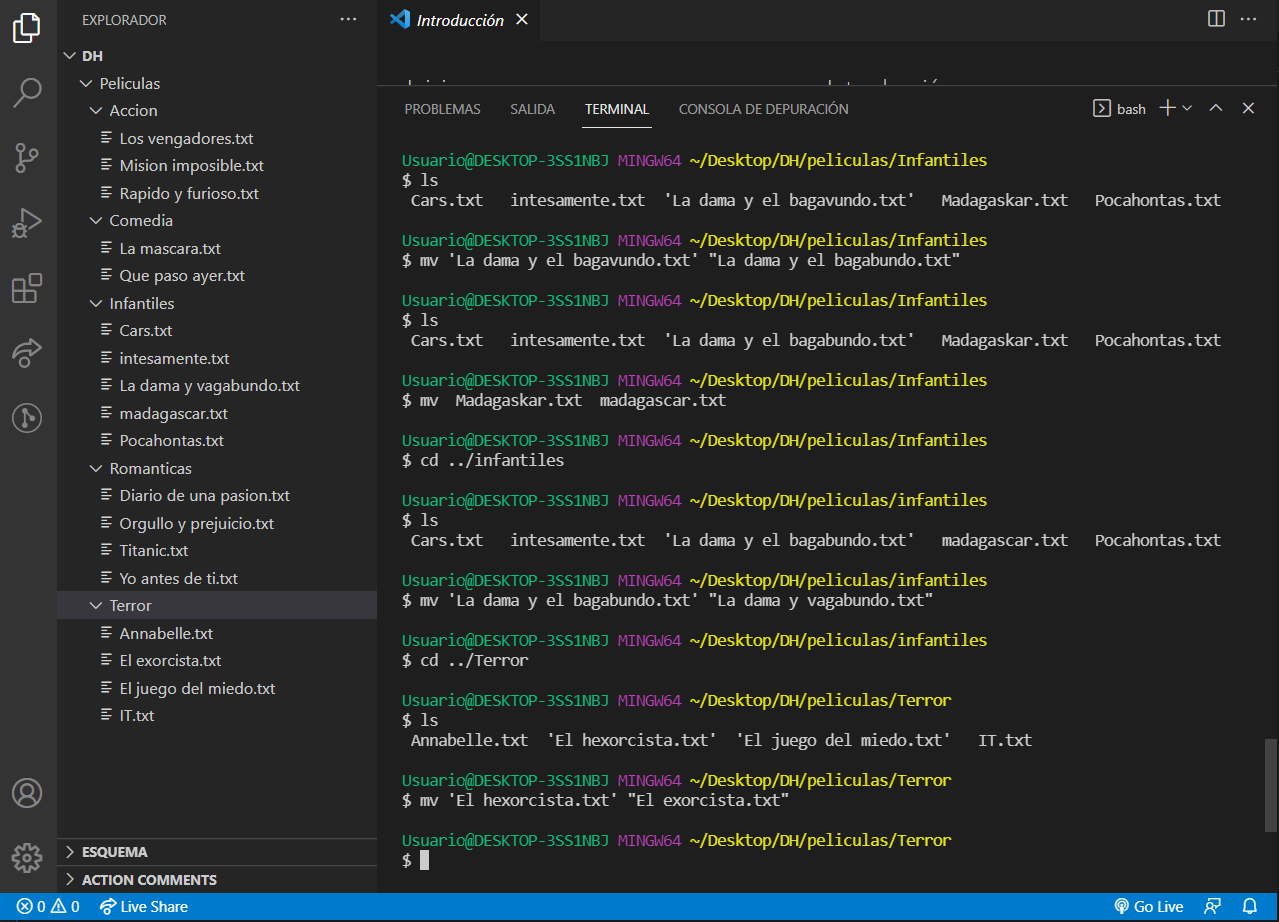 EXPLORADOR
DH
Peliculas
Accion
Los vengadores.txt
Mision imposible.txt
Rapido y furioso.txt
Comedia
La mascara.txt
Que paso ayer.txt
Infantiles
Cars.txt
intesamente.txt
La dama y vagabundo.txt
madagascar.txt
Pocahontas.txt
Romanticas
Diario de una pasion.txt
Orgullo y prejuicio.txt
Titanic.txt
Yo antes de ti.txt
Terror
Annabelle.txt
El exorcista.txt
El juego del miedo.txt
IT.txt
ESQUEMA
ACTION COMMENTS
Introducción
PROBLEMAS SALIDA TERMINAL CONSOLA DE DEPURACIÓN bash
Usuario@DESKTOP-3SS1NBJ MINGW64 ~/Desktop/DH/peliculas/Infantiles
$ ls
Cars.txt intesamente.txt 'La dama y el bagavundo.txt' Madagaskar.txt Pocahontas.txt
Usuario@DESKTOP-3SS1NBJ MINGW64 ~/Desktop/DH/peliculas/Infantiles
$ mv 'La dama y el bagavundo.txt' "La dama y el bagabundo.txt"
Usuario@DESKTOP-3SS1NBJ MINGW64 ~/Desktop/DH/peliculas/Infantiles
$ ls
Cars.txt intesamente.txt 'La dama y el bagabundo.txt' Madagaskar.txt Pocahontas.txt
Usuario@DESKTOP-3SS1NBJ MINGW64 ~/Desktop/DH/peliculas/Infantiles
$ mv Madagaskar.txt madagascar.txt
Usuario@DESKTOP-3SS1NBJ MINGW64 ~/Desktop/DH/peliculas/Infantiles
$ cd ../infantiles
Usuario@DESKTOP-3SS1NBJ MINGW64 ~/Desktop/DH/peliculas/infantiles
$ ls
Cars.txt intesamente.txt 'La dama y el bagabundo.txt' madagascar.txt Pocahontas.txt
Usuario@DESKTOP-3SS1NBJ MINGW64 ~/Desktop/DH/peliculas/infantiles
$ mv 'La dama y el bagabundo.txt' "La dama y vagabundo.txt"
Usuario@DESKTOP-3SS1NBJ MINGW64 ~/Desktop/DH/peliculas/infantiles
$ cd ../Terror
Usuario@DESKTOP-3SS1NBJ MINGW64 ~/Desktop/DH/peliculas/Terror
$ ls
Annabelle.txt 'El hexorcista.txt' 'El juego del miedo.txt' IT.txt
Usuario@DESKTOP-3SS1NBJ MINGW64 ~/Desktop/DH/peliculas/Terror
$ mv 'El hexorcista.txt' "El exorcista.txt"
Usuario@DESKTOP-3SS1NBJ MINGW64 ~/Desktop/DH/peliculas/Terror
$
0 0 Live Share Go Live